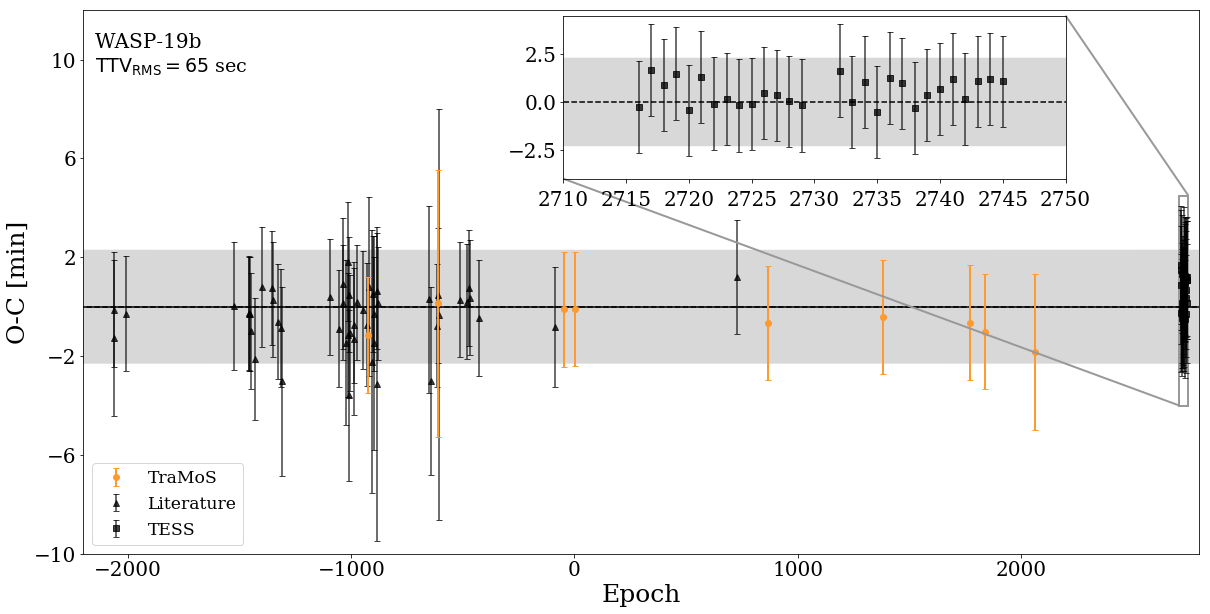 WASP-19b
TTV_RMS = 65 sec
O-C [min]
10
6
2
−2
−6
−10
2.5
0.0
−2.5
2710 2715 2720 2725 2730 2735 2740 2745 2750
TraMoS
Literature
TESS
−2000 −1000 0 1000 2000
Epoch